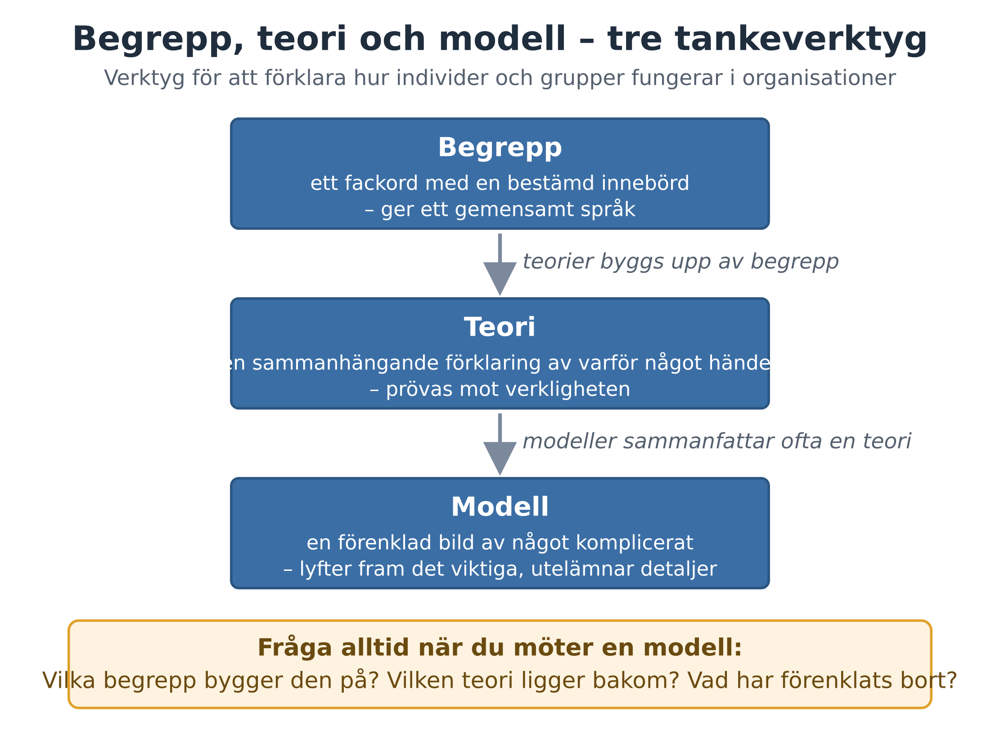 Begrepp, teori och modell – tre tankeverktyg
Verktyg för att förklara hur individer och grupper fungerar i organisationer
Begrepp
ett fackord med en bestämd innebörd
– ger ett gemensamt språk
teorier byggs upp av begrepp
Teori
en sammanhängande förklaring av varför något hände
– prövas mot verkligheten
modeller sammanfattar ofta en teori
Modell
en förenklad bild av något komplicerat
– lyfter fram det viktiga, utelämnar detaljer
Fråga alltid när du möter en modell:
Vilka begrepp bygger den på? Vilken teori ligger bakom? Vad har förenklats bort?